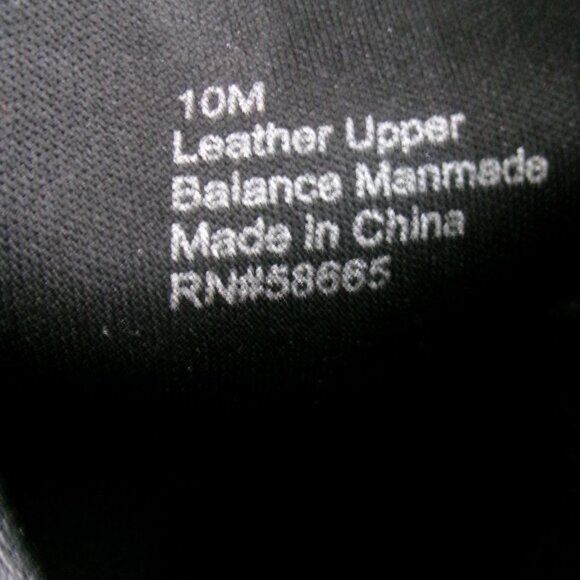 10M
Leather Upper
Balance Manmade
Made in China
RN#58665